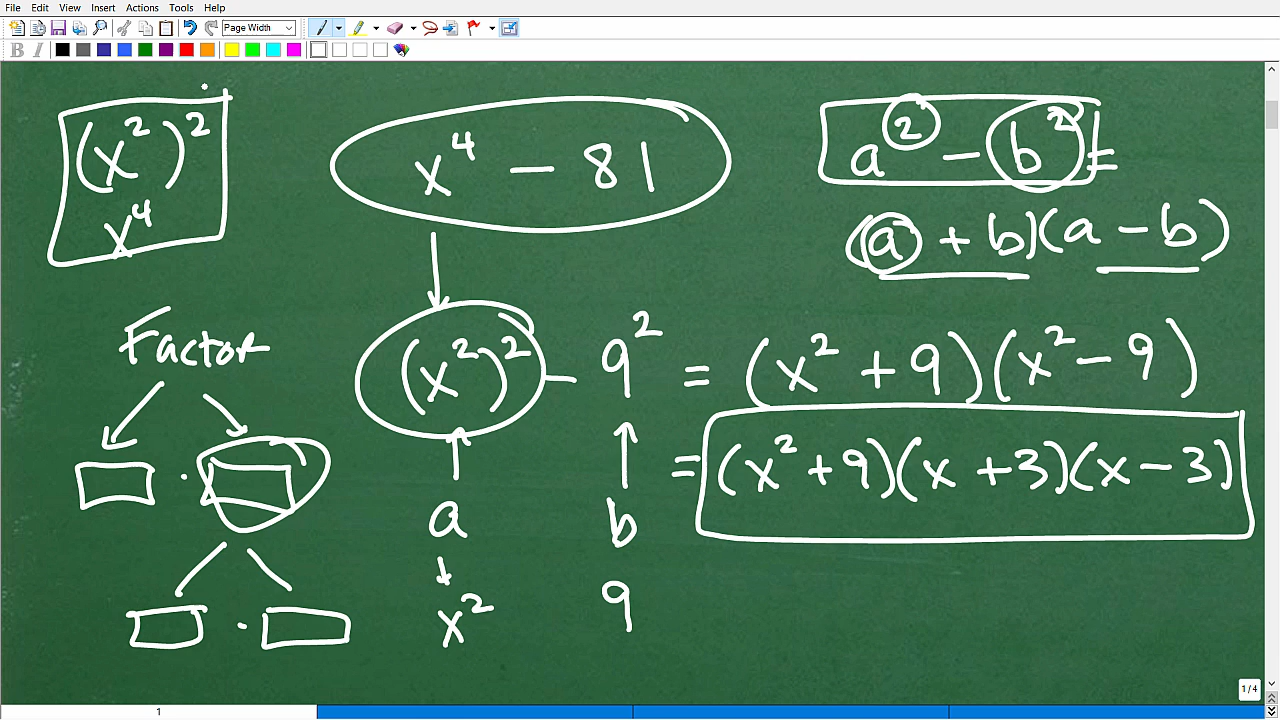 File Edit View Insert Actions Tools Help
Page Width
B I
(x²)²
x⁴
x⁴ - 81
a² - b² =
(a + b)(a - b)
Factor
(x²)² - 9² = (x² + 9)(x² - 9)
= (x² + 9)(x + 3)(x - 3)
a b
x² 9
1/4
1